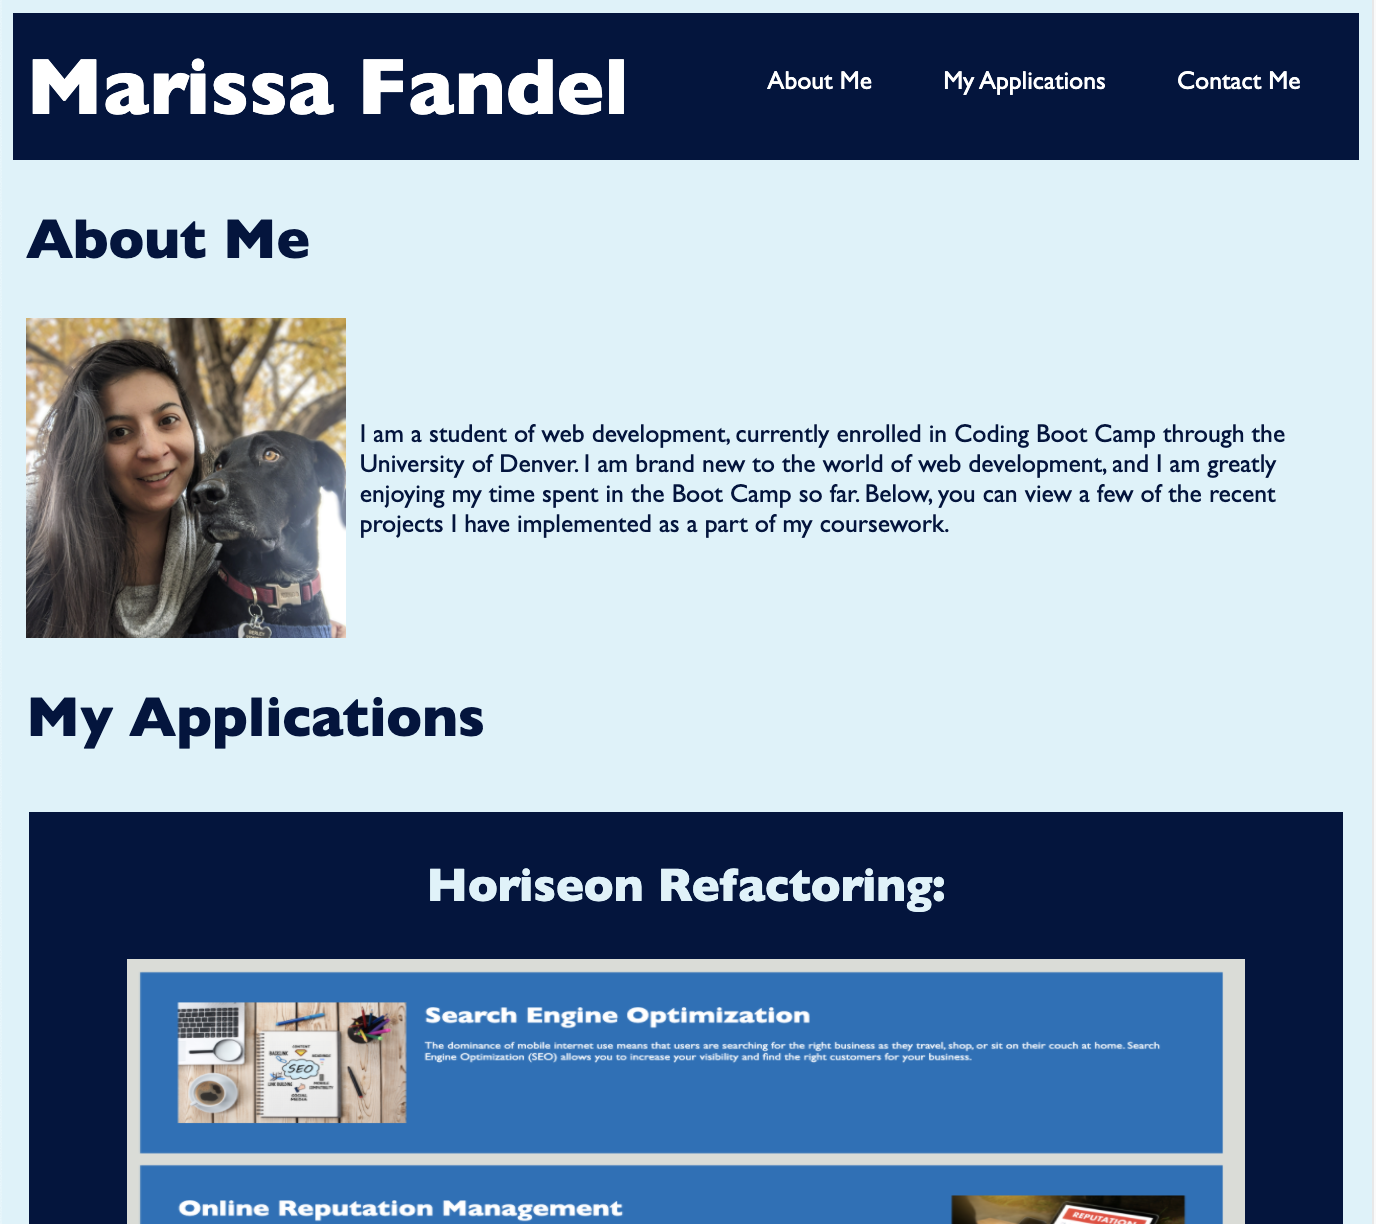 Marissa Fandel
About Me
My Applications
Contact Me
About Me
I am a student of web development, currently enrolled in Coding Boot Camp through the
University of Denver. I am brand new to the world of web development, and I am greatly
enjoying my time spent in the Boot Camp so far. Below, you can view a few of the recent
projects I have implemented as a part of my coursework.
My Applications
Horiseon Refactoring:
Search Engine Optimization
The dominance of mobile internet use means that users are searching for the right business as they travel, shop, or sit on their couch at home. Search
Engine Optimization (SEO) allows you to increase your visibility and find the right customers for your business.
CONTENT
BACKLINK
SEO
LINK BUILDING
SOCIAL
MEDIA
Online Reputation Management
REPUTATION